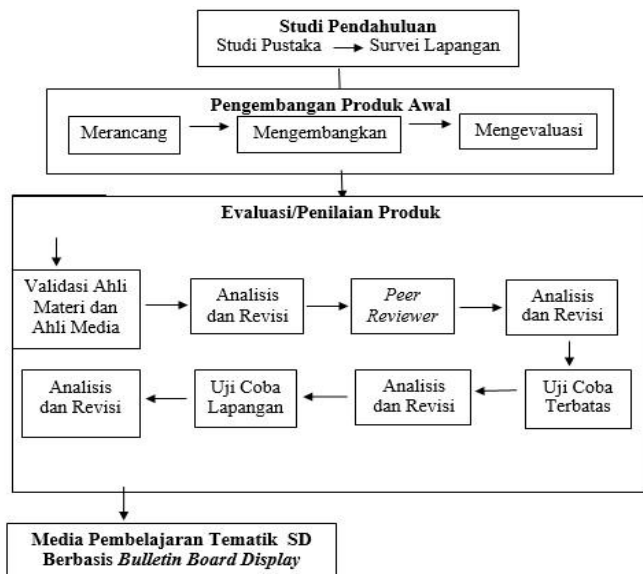 Studi Pendahuluan
Studi Pustaka Survei Lapangan
Pengembangan Produk Awal
Merancang
Mengembangkan
Mengevaluasi
Evaluasi/Penilaian Produk
Validasi Ahli
Materi dan
Ahli Media
Analisis
dan Revisi
Peer
Reviewer
Analisis
dan Revisi
Uji Coba
Terbatas
Analisis
dan Revisi
Uji Coba
Lapangan
Analisis
dan Revisi
Media Pembelajaran Tematik SD
Berbasis Bulletin Board Display